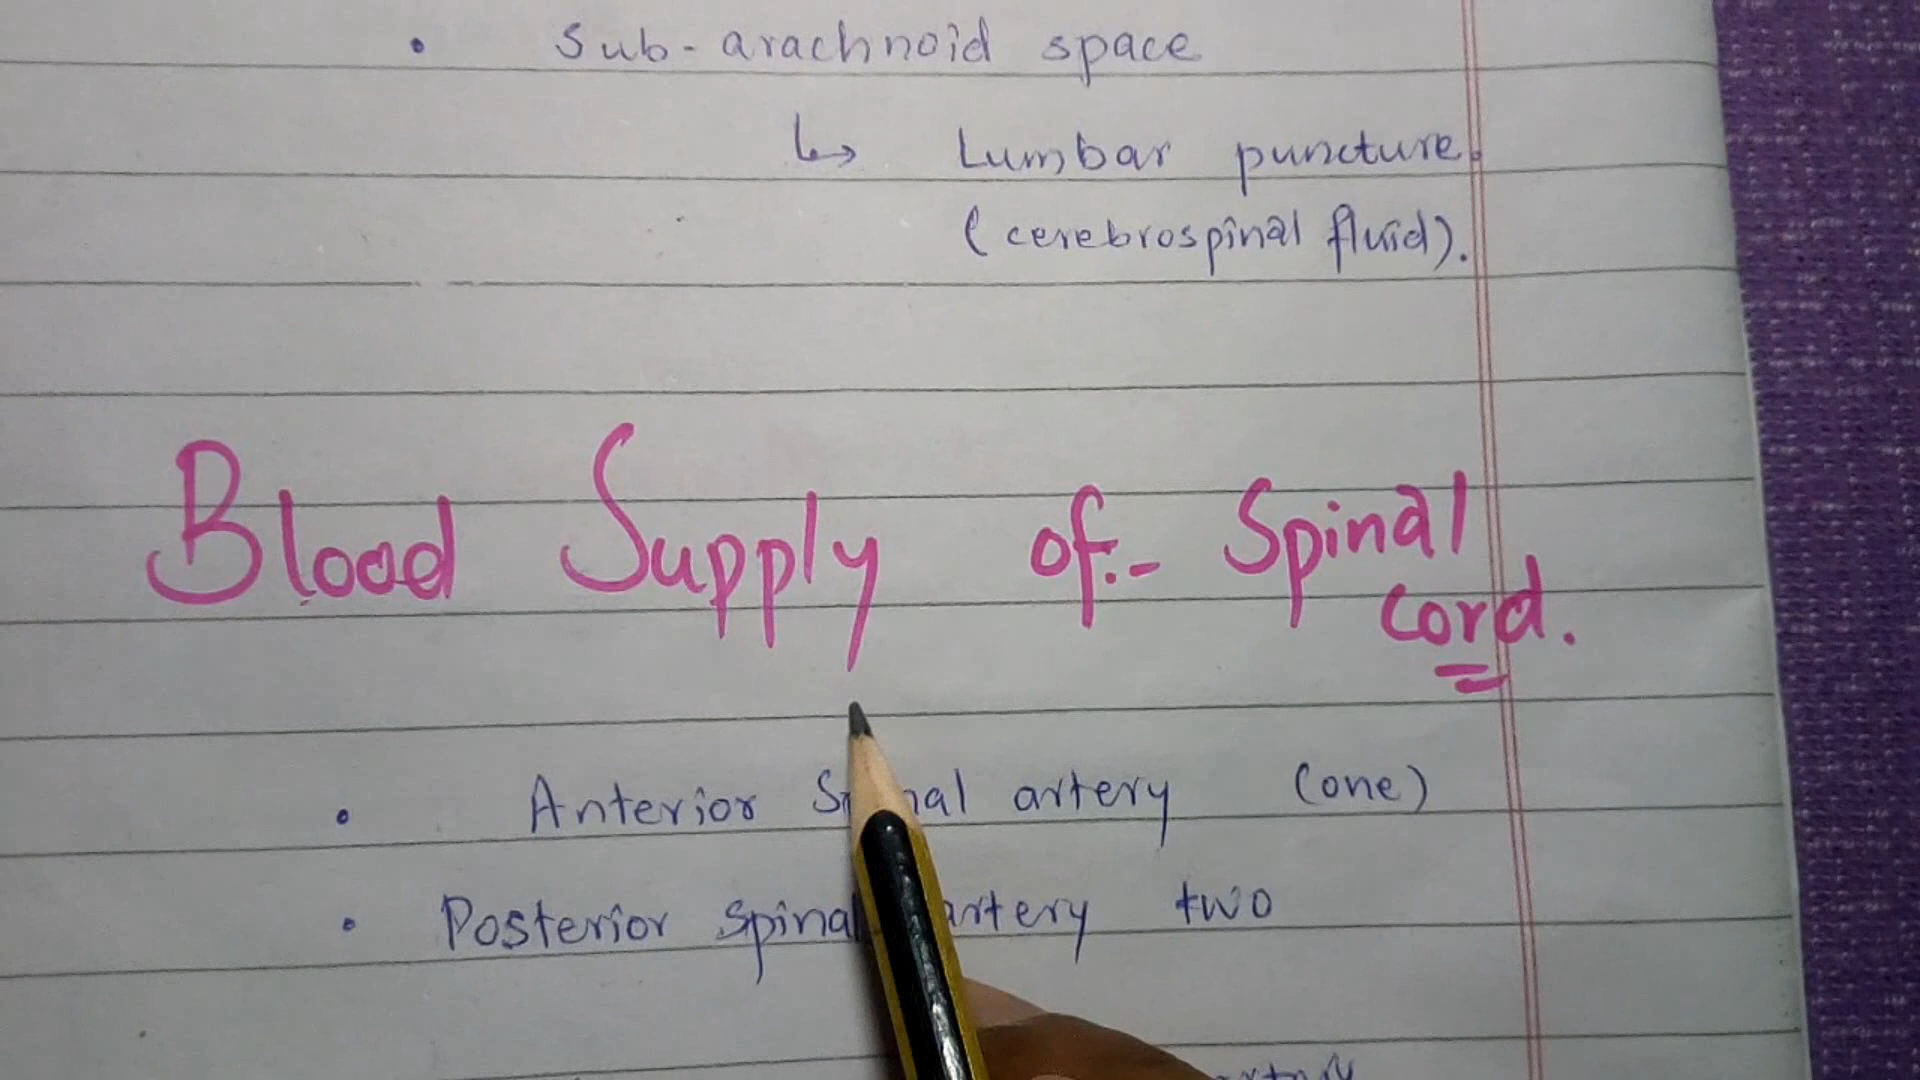 • Sub-arachnoid space
↳ Lumbar puncture.
(cerebrospinal fluid).
Blood Supply of:- Spinal
cord.
• Anterior Spinal artery (one)
• Posterior spinal artery two